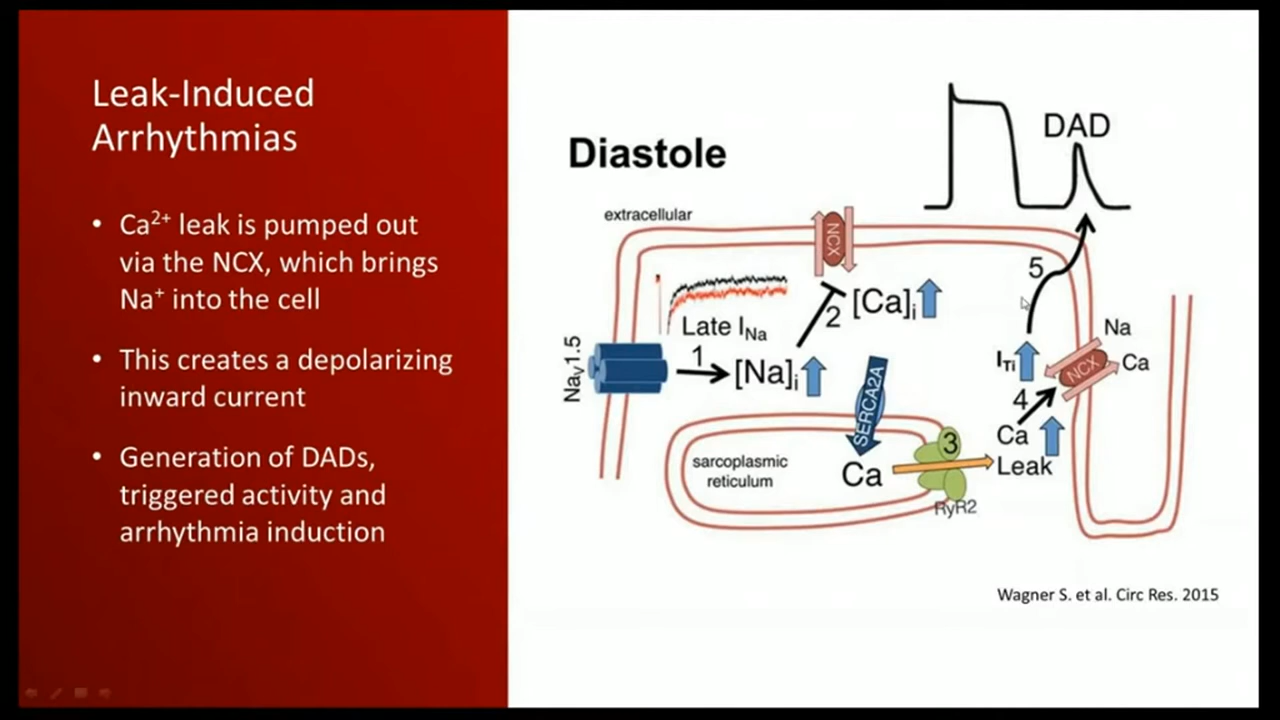 Leak-Induced
Arrhythmias
• Ca²⁺ leak is pumped out
via the NCX, which brings
Na⁺ into the cell
• This creates a depolarizing
inward current
• Generation of DADs,
triggered activity and
arrhythmia induction
Diastole
DAD
extracellular
NCX
5
2
[Ca]ᵢ
Late I_Na
Na_V1.5
1
[Na]ᵢ
SERCA2A
I_Ti
NCX
Na
Ca
4
3
Ca
Leak
sarcoplasmic
reticulum
Ca
RyR2
Wagner S. et al. Circ Res. 2015